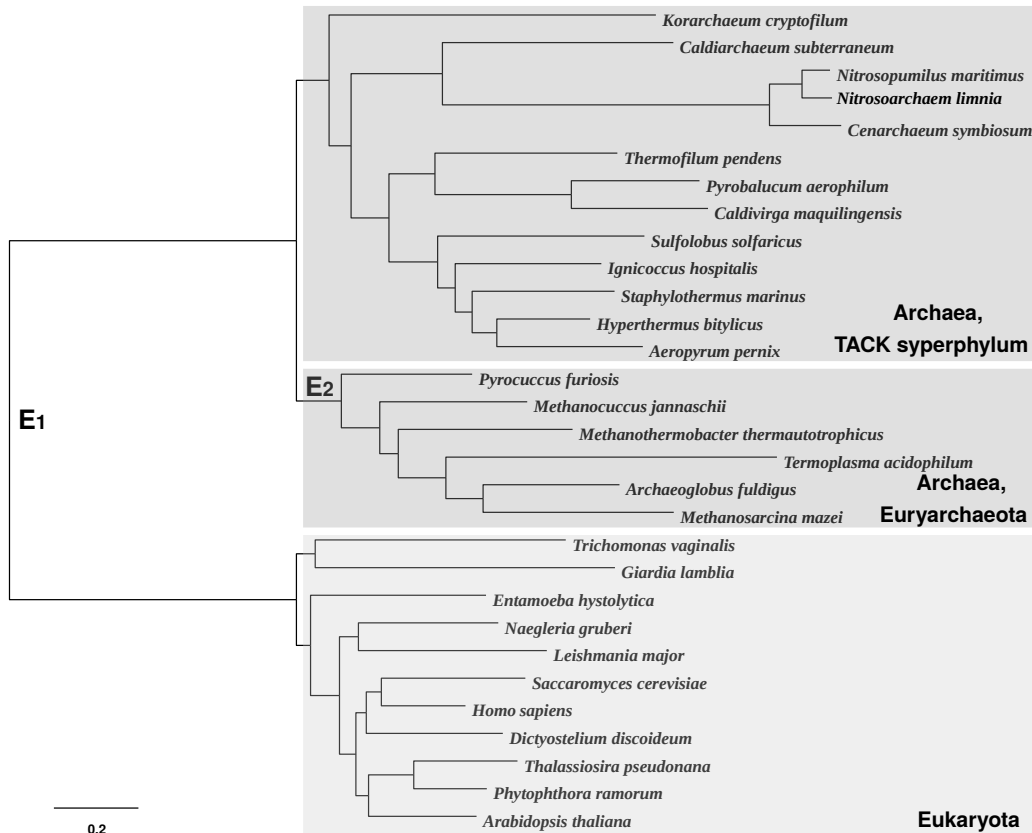 Korarchaeum cryptofilum
Caldiarchaeum subterraneum
Nitrosopumilus maritimus
Nitrosoarchaem limnia
Cenarchaeum symbiosum
Thermofilum pendens
Pyrobalucum aerophilum
Caldivirga maquilingensis
Sulfolobus solfaricus
Ignicoccus hospitalis
Staphylothermus marinus
Hyperthermus bitylicus
Aeropyrum pernix
Archaea,
TACK syperphylum
E2
Pyrocuccus furiosis
Methanocuccus jannaschii
E1
Methanothermobacter thermautotrophicus
Termoplasma acidophilum
Archaeoglobus fuldigus
Methanosarcina mazei
Archaea,
Euryarchaeota
Trichomonas vaginalis
Giardia lamblia
Entamoeba hystolytica
Naegleria gruberi
Leishmania major
Saccaromyces cerevisiae
Homo sapiens
Dictyostelium discoideum
Thalassiosira pseudonana
Phytophthora ramorum
Arabidopsis thaliana
Eukaryota
0.2